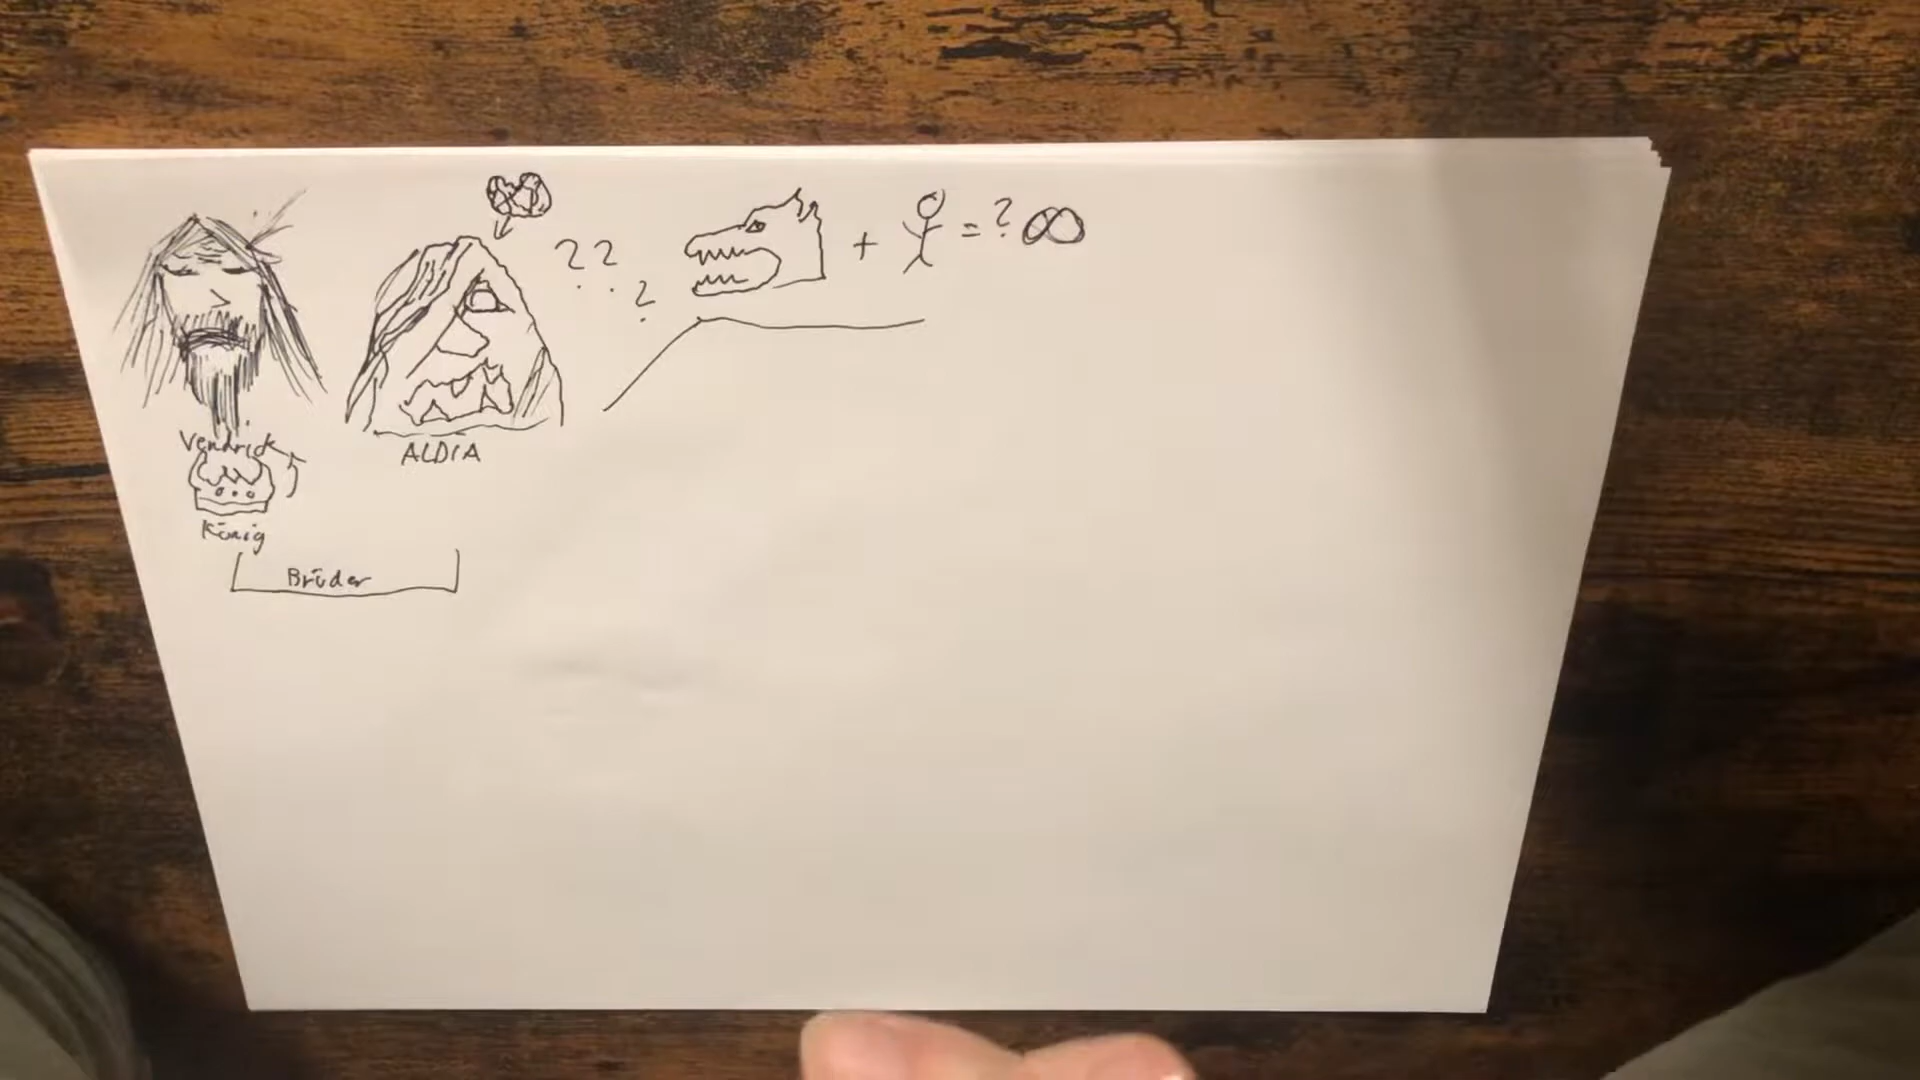 ? ?
?
+ = ? ∞
Vendrick
ALDIA
König
Brüder